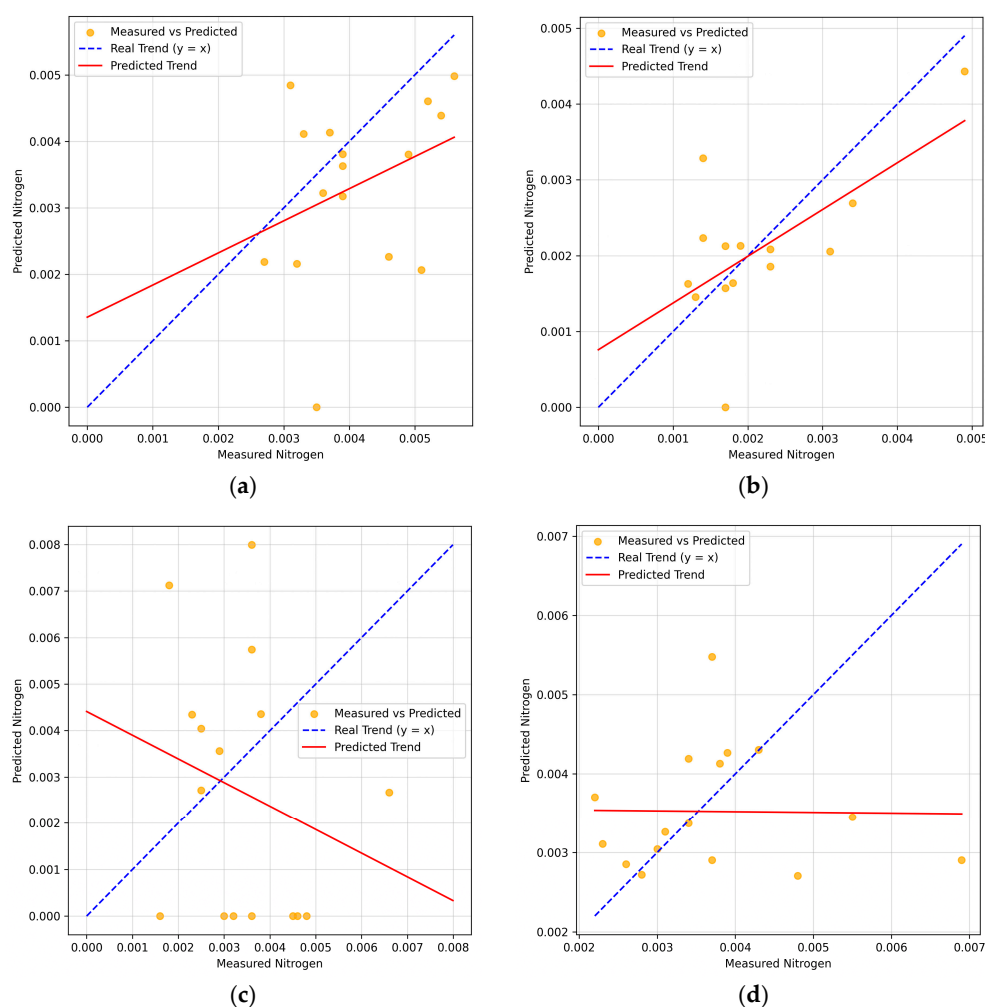 Measured vs Predicted
Real Trend (y = x)
Predicted Trend
Predicted Nitrogen
0.005
0.004
0.003
0.002
0.001
0.000
0.000 0.001 0.002 0.003 0.004 0.005
Measured Nitrogen
(a)
Measured vs Predicted
Real Trend (y = x)
Predicted Trend
Predicted Nitrogen
0.005
0.004
0.003
0.002
0.001
0.000
0.000 0.001 0.002 0.003 0.004 0.005
Measured Nitrogen
(b)
Predicted Nitrogen
0.008
0.007
0.006
0.005
0.004
0.003
0.002
0.001
0.000
Measured vs Predicted
Real Trend (y = x)
Predicted Trend
0.000 0.001 0.002 0.003 0.004 0.005 0.006 0.007 0.008
Measured Nitrogen
(c)
Measured vs Predicted
Real Trend (y = x)
Predicted Trend
Predicted Nitrogen
0.007
0.006
0.005
0.004
0.003
0.002
0.002 0.003 0.004 0.005 0.006 0.007
Measured Nitrogen
(d)